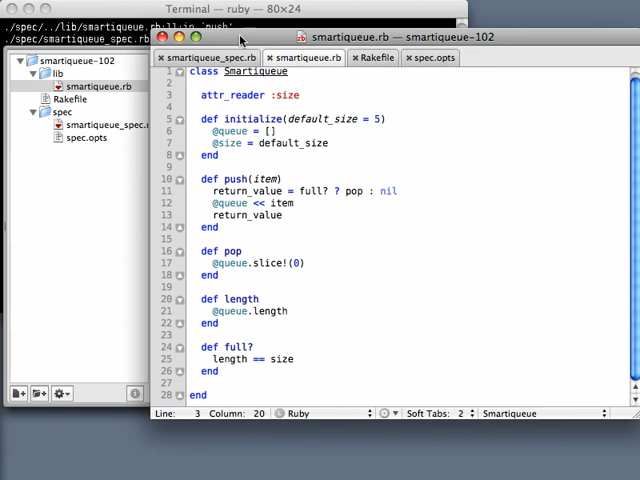 Terminal — ruby — 80×24
./spec/../lib/smartiqueue.rb:11:in `push'
./spec/smartiqueue_spec.rb
smartiqueue.rb — smartiqueue-102
smartiqueue-102
lib
smartiqueue.rb
Rakefile
spec
smartiqueue_spec.r
spec.opts
smartiqueue_spec.rb
smartiqueue.rb
Rakefile
spec.opts
1 class Smartiqueue
2
3 attr_reader :size
4
5 def initialize(default_size = 5)
6 @queue = []
7 @size = default_size
8 end
9
10 def push(item)
11 return_value = full? ? pop : nil
12 @queue << item
13 return_value
14 end
15
16 def pop
17 @queue.slice!(0)
18 end
19
20 def length
21 @queue.length
22 end
23
24 def full?
25 length == size
26 end
27
28 end
Line: 3 Column: 20 Ruby Soft Tabs: 2 Smartiqueue